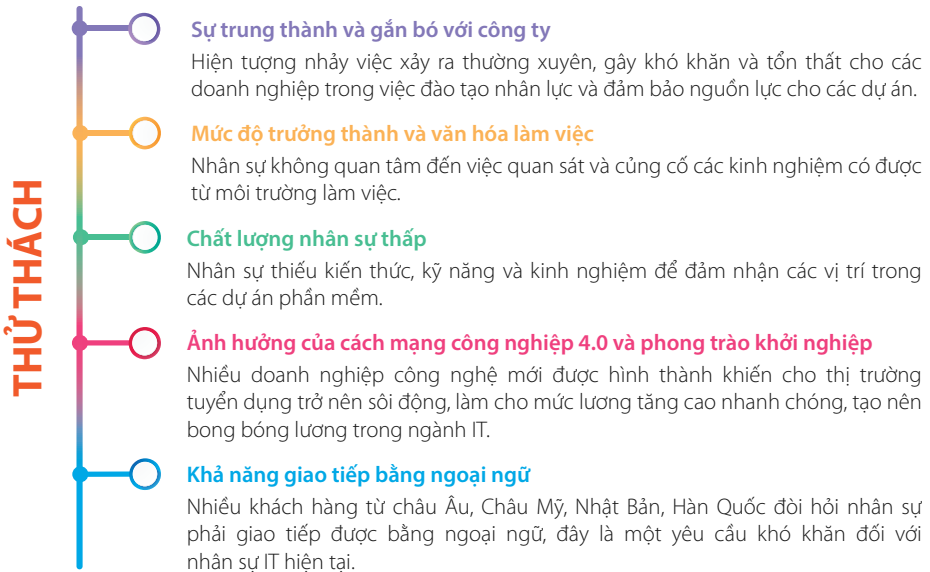 THỬ THÁCH
Sự trung thành và gắn bó với công ty
Hiện tượng nhảy việc xảy ra thường xuyên, gây khó khăn và tổn thất cho các
doanh nghiệp trong việc đào tạo nhân lực và đảm bảo nguồn lực cho các dự án.
Mức độ trưởng thành và văn hóa làm việc
Nhân sự không quan tâm đến việc quan sát và củng cố các kinh nghiệm có được
từ môi trường làm việc.
Chất lượng nhân sự thấp
Nhân sự thiếu kiến thức, kỹ năng và kinh nghiệm để đảm nhận các vị trí trong
các dự án phần mềm.
Ảnh hưởng của cách mạng công nghiệp 4.0 và phong trào khởi nghiệp
Nhiều doanh nghiệp công nghệ mới được hình thành khiến cho thị trường
tuyển dụng trở nên sôi động, làm cho mức lương tăng cao nhanh chóng, tạo nên
bong bóng lương trong ngành IT.
Khả năng giao tiếp bằng ngoại ngữ
Nhiều khách hàng từ châu Âu, Châu Mỹ, Nhật Bản, Hàn Quốc đòi hỏi nhân sự
phải giao tiếp được bằng ngoại ngữ, đây là một yêu cầu khó khăn đối với
nhân sự IT hiện tại.